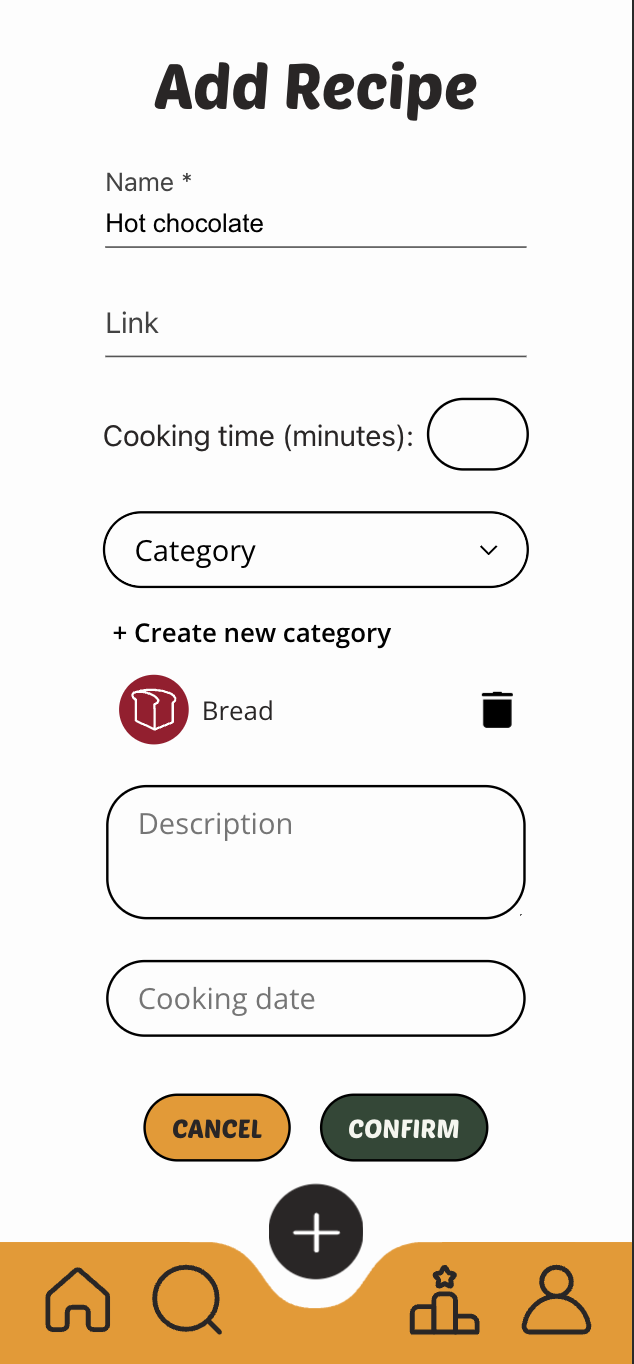 Add Recipe
Name *
Hot chocolate
Link
Cooking time (minutes):
Category
+ Create new category
Bread
Description
Cooking date
CANCEL CONFIRM